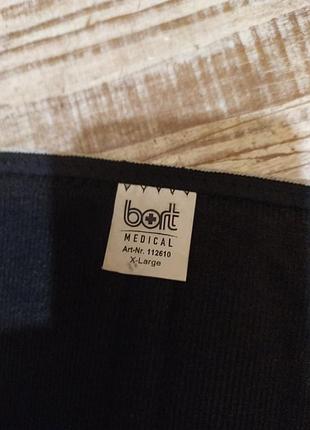 bort
MEDICAL
Art-Nr. 112610
X-Large